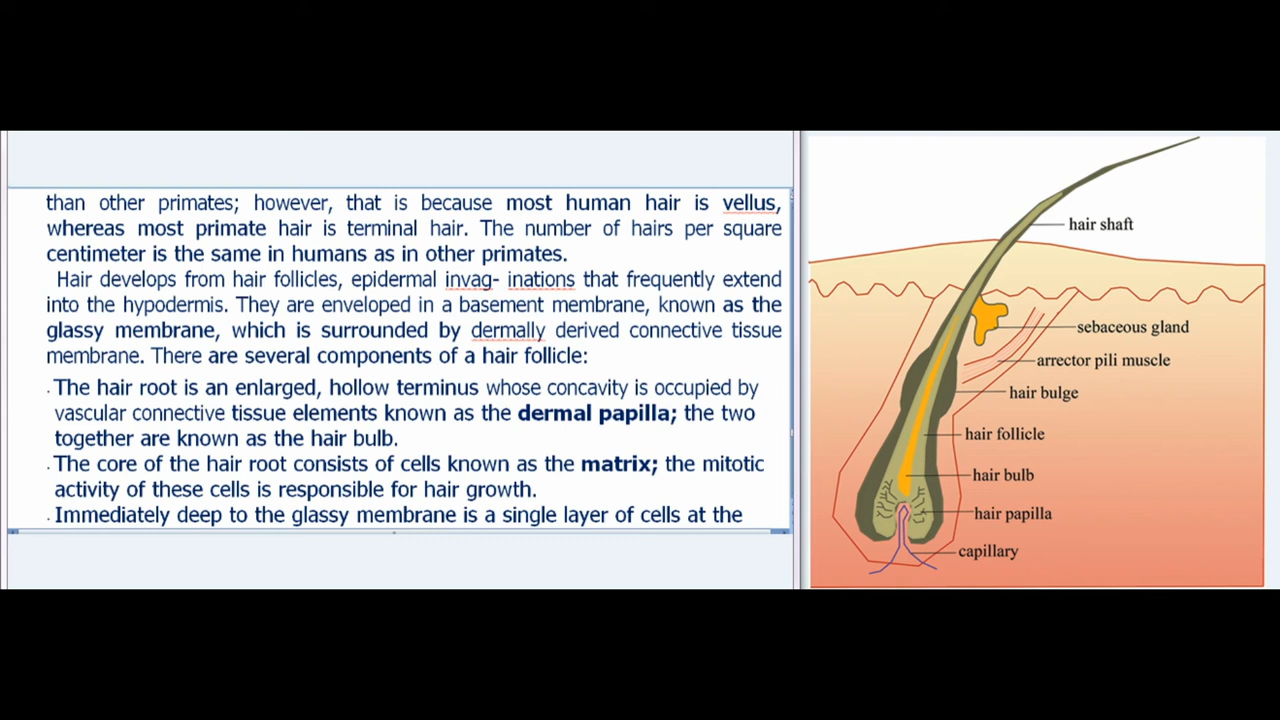 than other primates; however, that is because most human hair is vellus,
whereas most primate hair is terminal hair. The number of hairs per square
centimeter is the same in humans as in other primates.
Hair develops from hair follicles, epidermal invag- inations that frequently extend
into the hypodermis. They are enveloped in a basement membrane, known as the
glassy membrane, which is surrounded by dermally derived connective tissue
membrane. There are several components of a hair follicle:
. The hair root is an enlarged, hollow terminus whose concavity is occupied by
vascular connective tissue elements known as the dermal papilla; the two
together are known as the hair bulb.
. The core of the hair root consists of cells known as the matrix; the mitotic
activity of these cells is responsible for hair growth.
. Immediately deep to the glassy membrane is a single layer of cells at the
hair shaft
sebaceous gland
arrector pili muscle
hair bulge
hair follicle
hair bulb
hair papilla
capillary